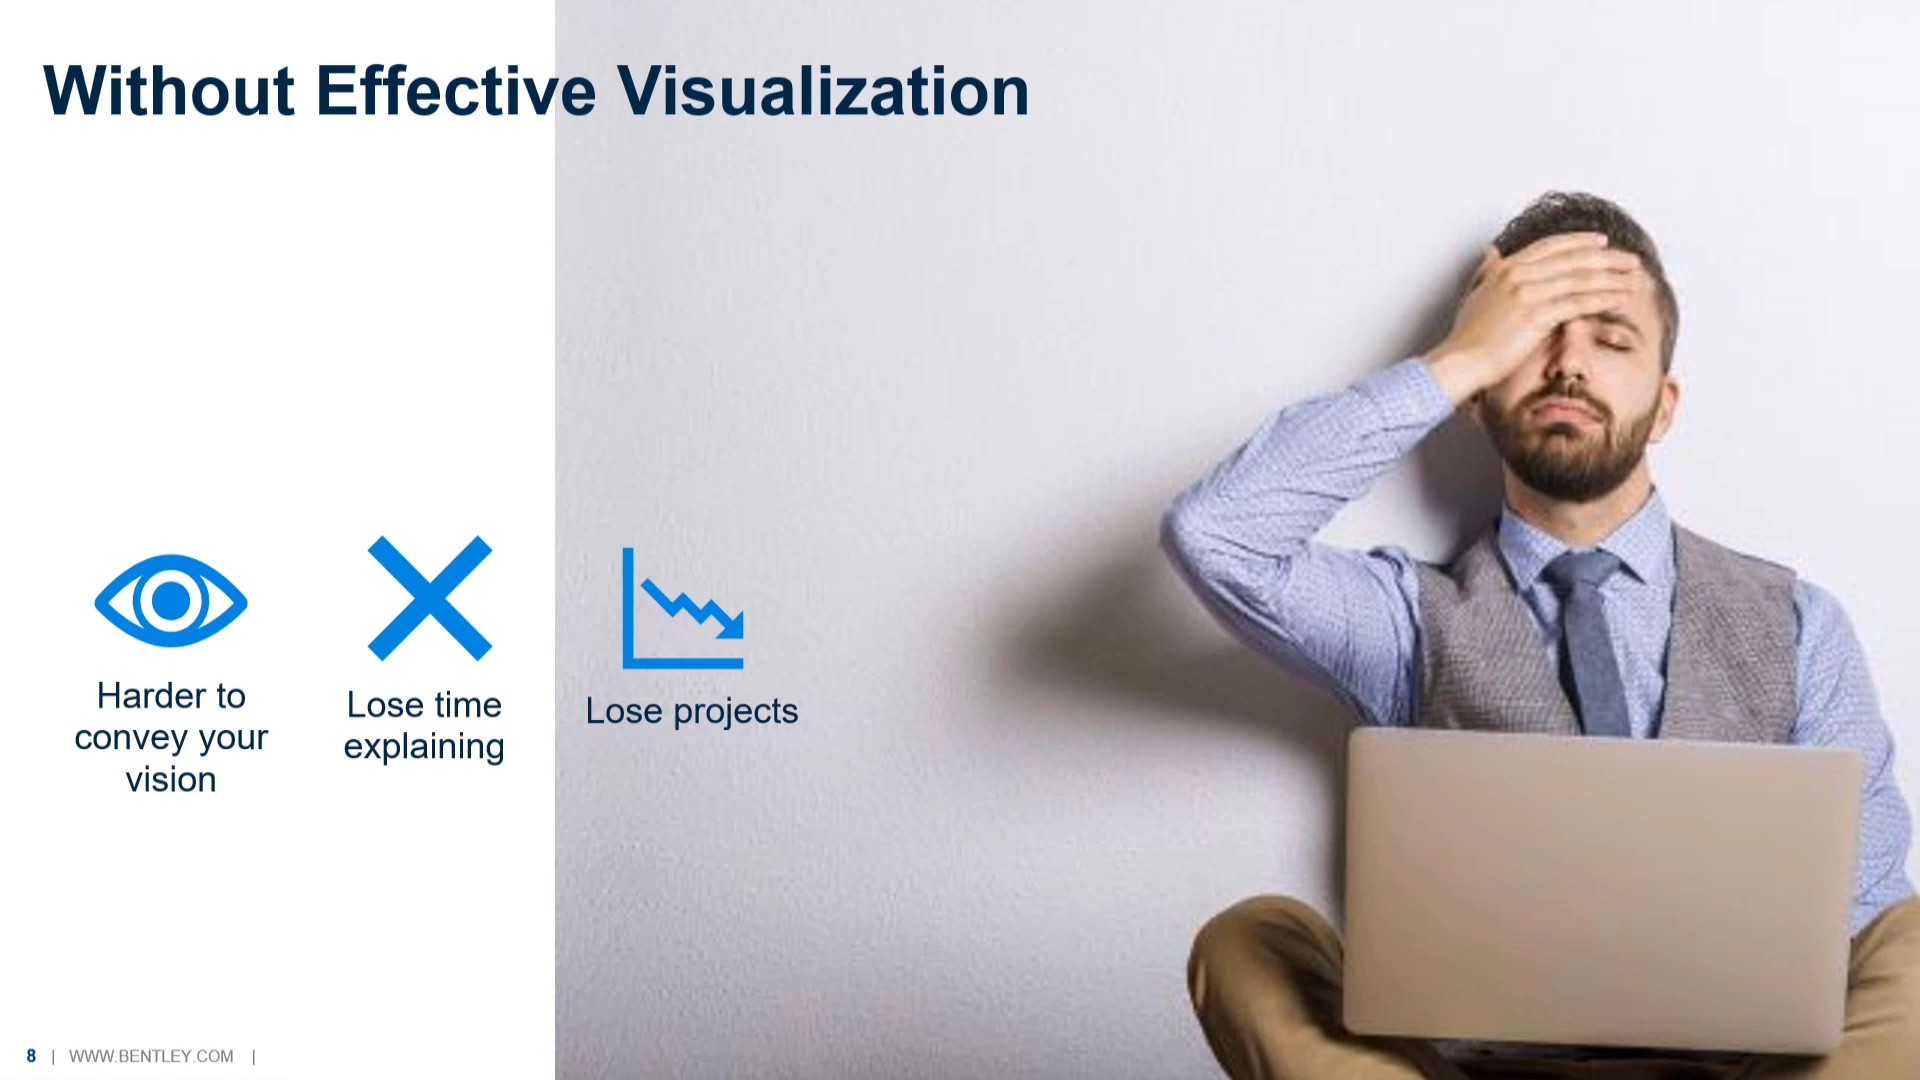 Without Effective Visualization
Harder to
convey your
vision
Lose time
explaining
Lose projects
8 | WWW.BENTLEY.COM |